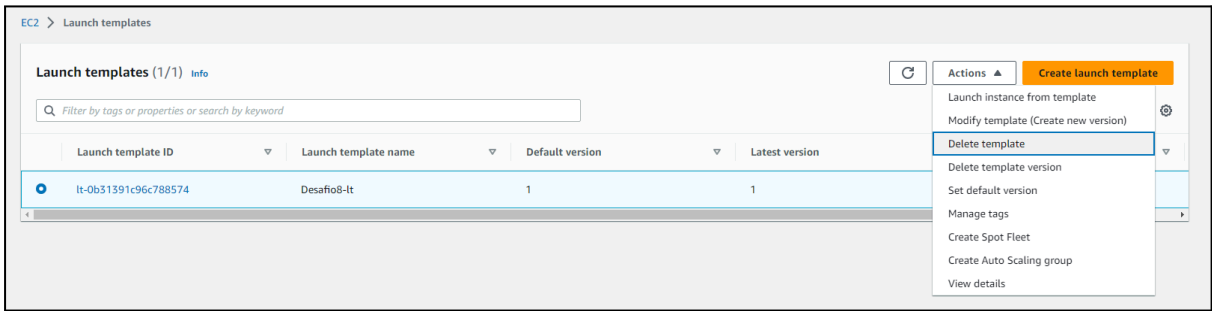 EC2 > Launch templates
Launch templates (1/1) Info
Actions ▲
Create launch template
Filter by tags or properties or search by keyword
Launch instance from template
Modify template (Create new version)
Delete template
Delete template version
Set default version
Manage tags
Create Spot Fleet
Create Auto Scaling group
View details
Launch template ID Launch template name Default version Latest version
lt-0b31391c96c788574 Desafio8-lt 1 1